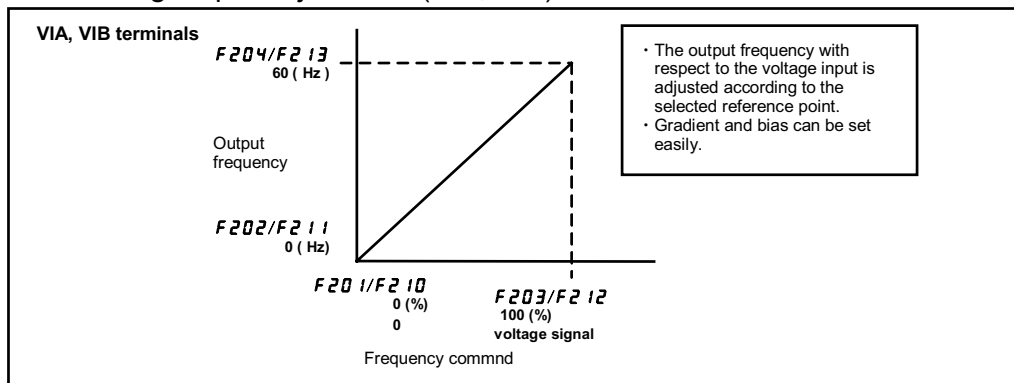 VIA, VIB terminals
F204/F213
60 ( Hz )
Output
frequency
F202/F211
0 ( Hz)
F201/F210
0 (%)
0
F203/F212
100 (%)
voltage signal
Frequency commnd
・The output frequency with
respect to the voltage input is
adjusted according to the
selected reference point.
・Gradient and bias can be set
easily.